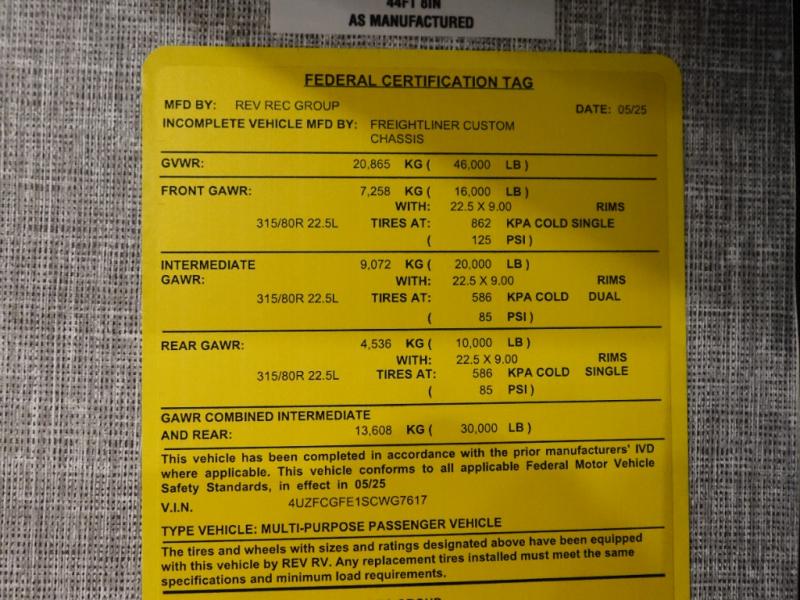 44FT 8IN
AS MANUFACTURED
FEDERAL CERTIFICATION TAG
MFD BY: REV REC GROUP DATE: 05/25
INCOMPLETE VEHICLE MFD BY: FREIGHTLINER CUSTOM
CHASSIS
GVWR: 20,865 KG ( 46,000 LB )
FRONT GAWR: 7,258 KG ( 16,000 LB )
WITH: 22.5 X 9.00 RIMS
315/80R 22.5L TIRES AT: 862 KPA COLD SINGLE
( 125 PSI )
INTERMEDIATE 9,072 KG ( 20,000 LB )
GAWR: WITH: 22.5 X 9.00 RIMS
315/80R 22.5L TIRES AT: 586 KPA COLD DUAL
( 85 PSI )
REAR GAWR: 4,536 KG ( 10,000 LB )
WITH: 22.5 X 9.00 RIMS
315/80R 22.5L TIRES AT: 586 KPA COLD SINGLE
( 85 PSI )
GAWR COMBINED INTERMEDIATE
AND REAR: 13,608 KG ( 30,000 LB )
This vehicle has been completed in accordance with the prior manufacturers' IVD
where applicable. This vehicle conforms to all applicable Federal Motor Vehicle
Safety Standards, in effect in 05/25
V.I.N. 4UZFCGFE1SCWG7617
TYPE VEHICLE: MULTI-PURPOSE PASSENGER VEHICLE
The tires and wheels with sizes and ratings designated above have been equipped
with this vehicle by REV RV. Any replacement tires installed must meet the same
specifications and minimum load requirements.